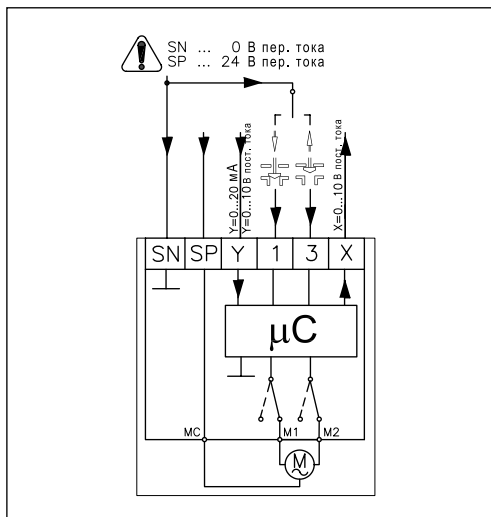 SN ... 0 В пер. тока
SP ... 24 В пер. тока
Y=0...20 мА
Y=0...10 В пост. тока
X=0...10 В пост. тока
SN SP Y 1 3 X
µC
MC M1 M2
M